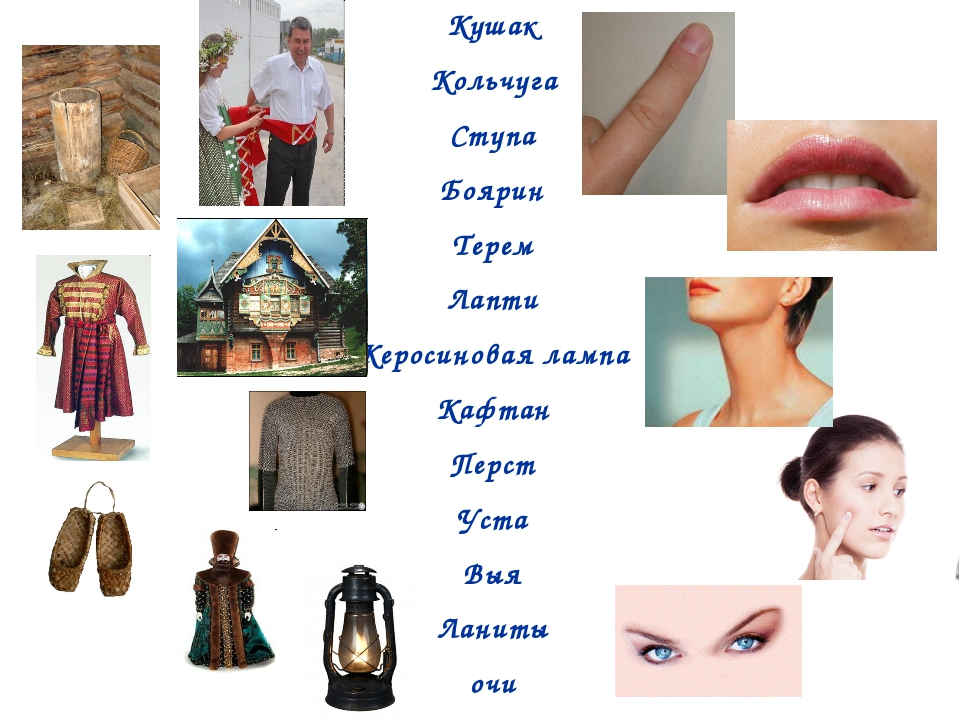 Кушак
Кольчуга
Ступа
Боярин
Терем
Лапти
Керосиновая лампа
Кафтан
Перст
Уста
Выя
Ланиты
очи